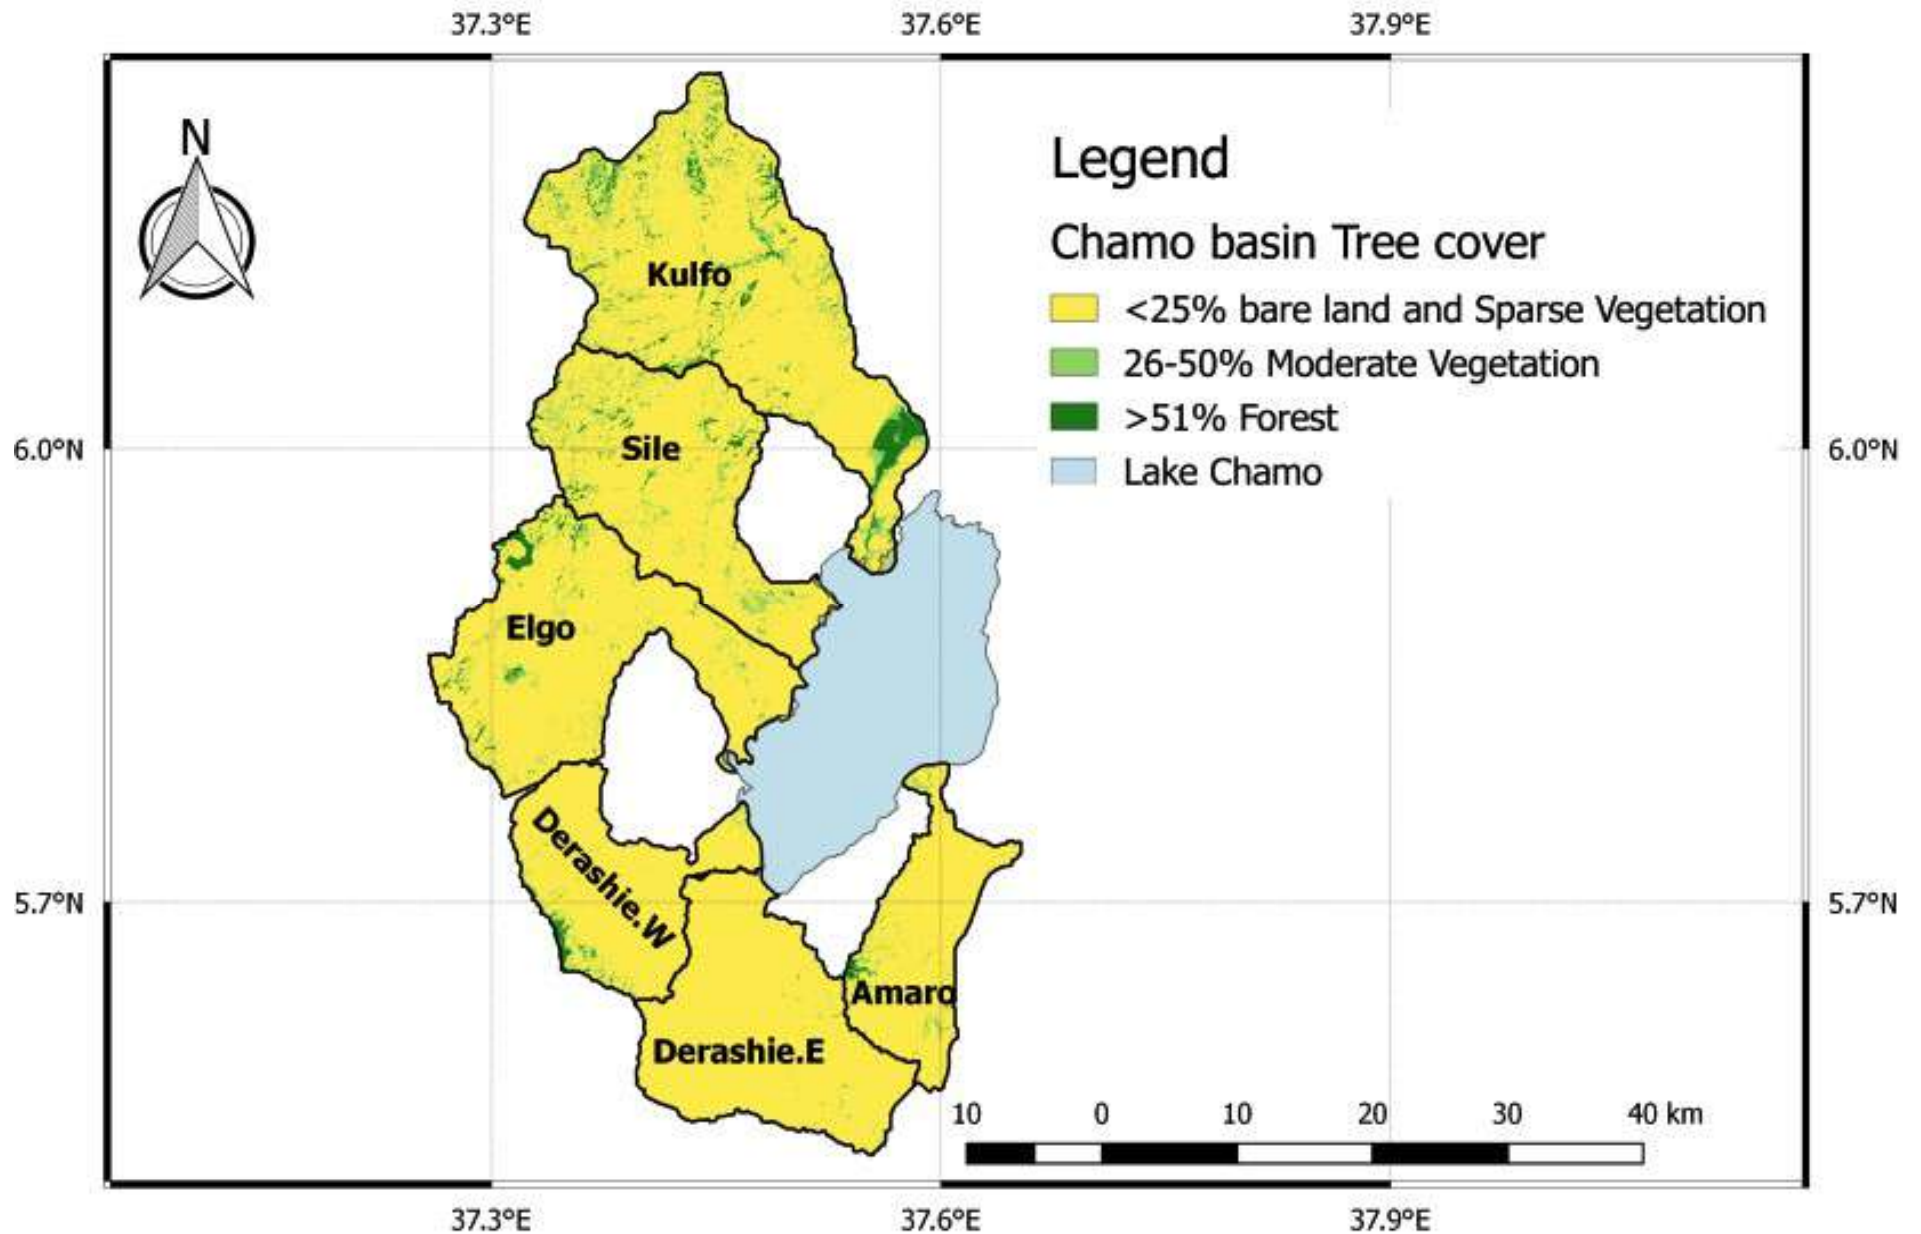 37.3°E 37.6°E 37.9°E
N
Legend
Chamo basin Tree cover
<25% bare land and Sparse Vegetation
26-50% Moderate Vegetation
>51% Forest
Lake Chamo
Kulfo
6.0°N Sile 6.0°N
Elgo
Derashie.W
5.7°N 5.7°N
Amaro
Derashie.E
10 0 10 20 30 40 km
37.3°E 37.6°E 37.9°E